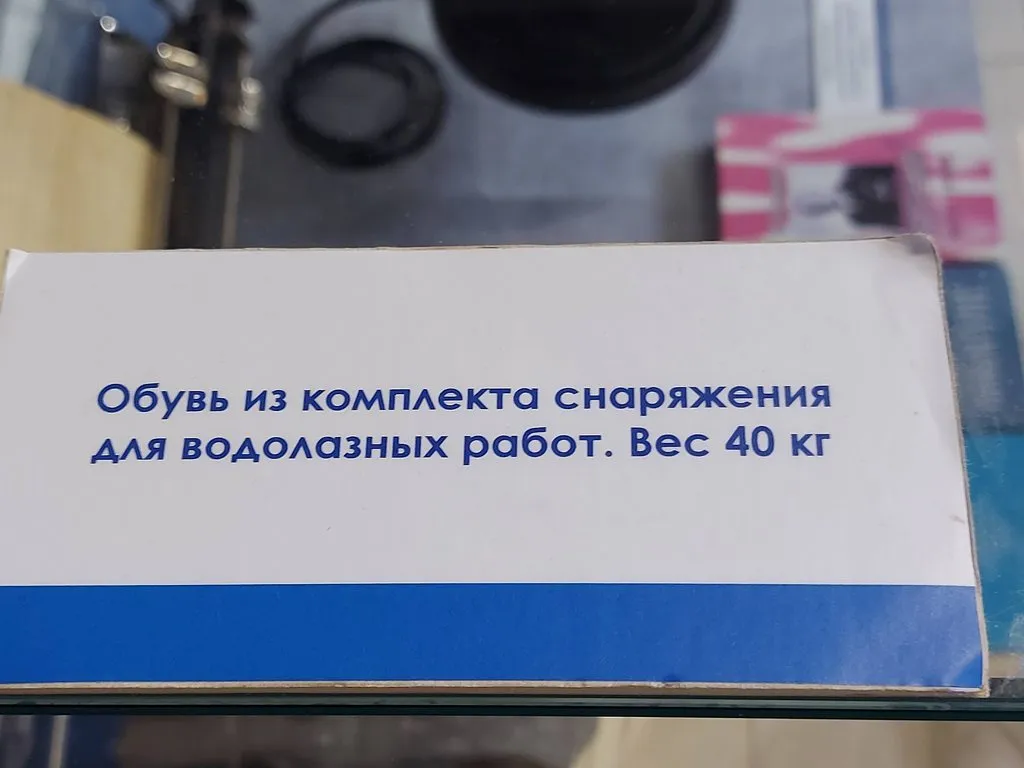 Обувь из комплекта снаряжения
для водолазных работ. Вес 40 кг